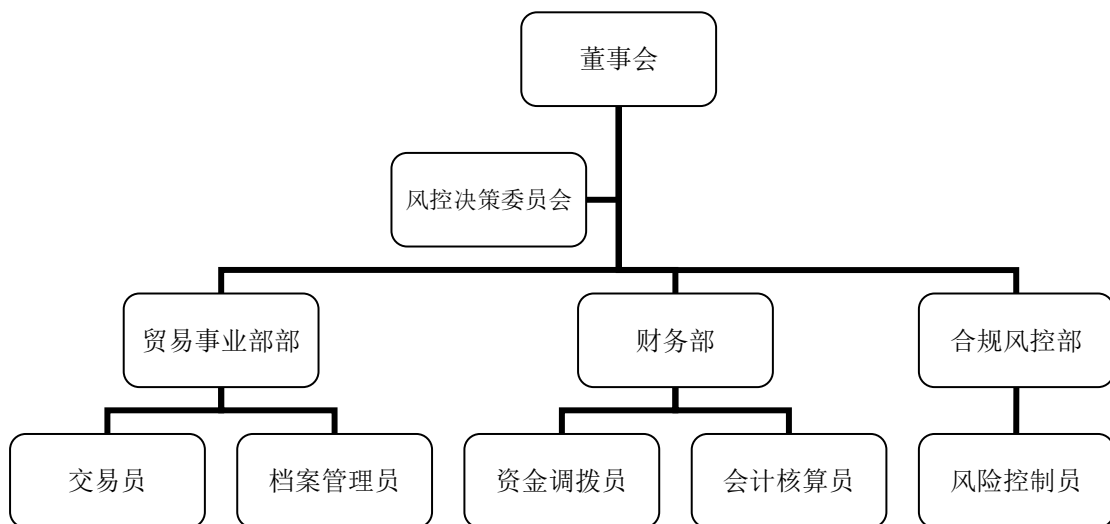 董事会
风控决策委员会
贸易事业部部
财务部
合规风控部
交易员
档案管理员
资金调拨员
会计核算员
风险控制员